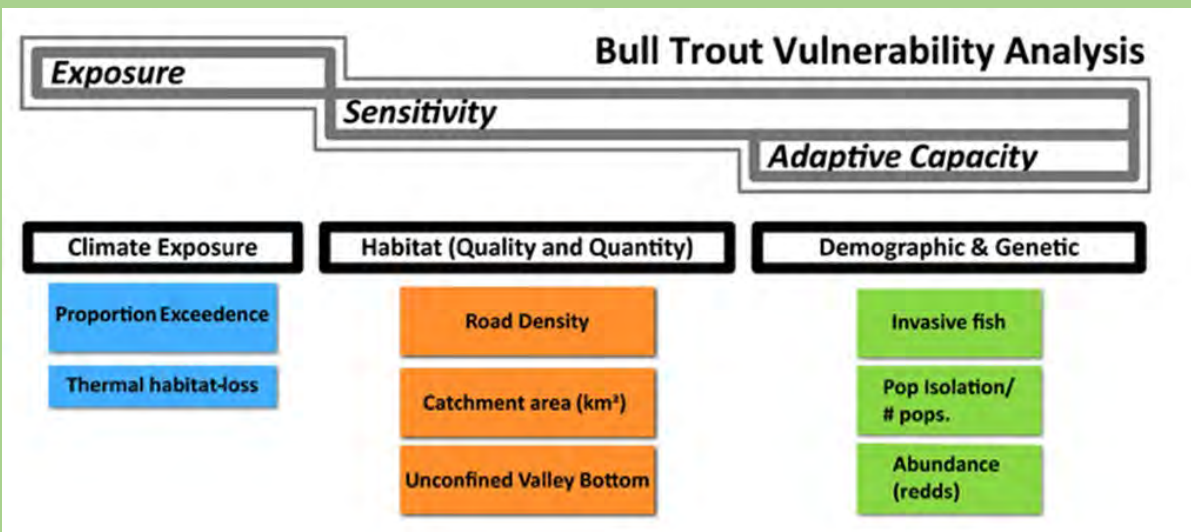 Bull Trout Vulnerability Analysis
Exposure
Sensitivity
Adaptive Capacity
Climate Exposure
Proportion Exceedence
Thermal habitat-loss
Habitat (Quality and Quantity)
Road Density
Catchment area (km²)
Unconfined Valley Bottom
Demographic & Genetic
Invasive fish
Pop Isolation/
# pops.
Abundance
(redds)